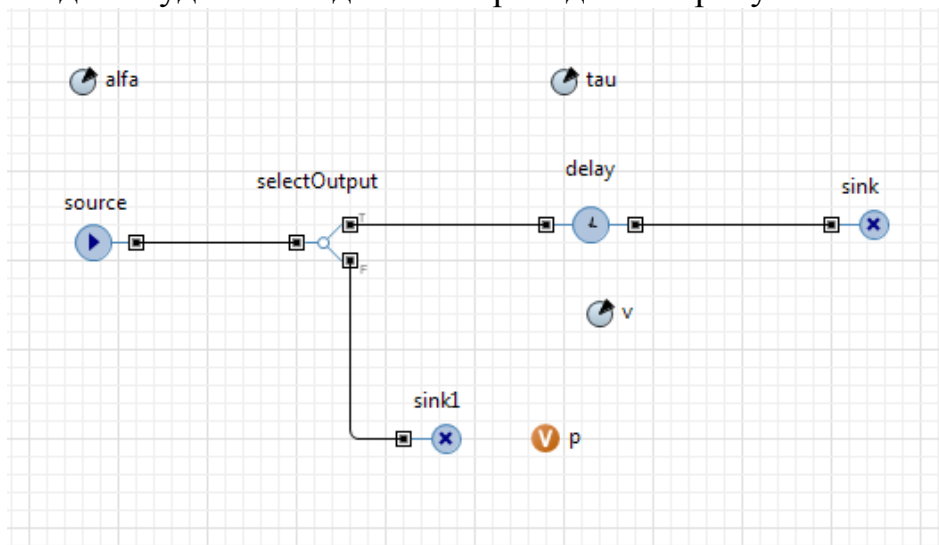 alfa
tau
delay
selectOutput
sink
source
T
F
v
sink1
V p